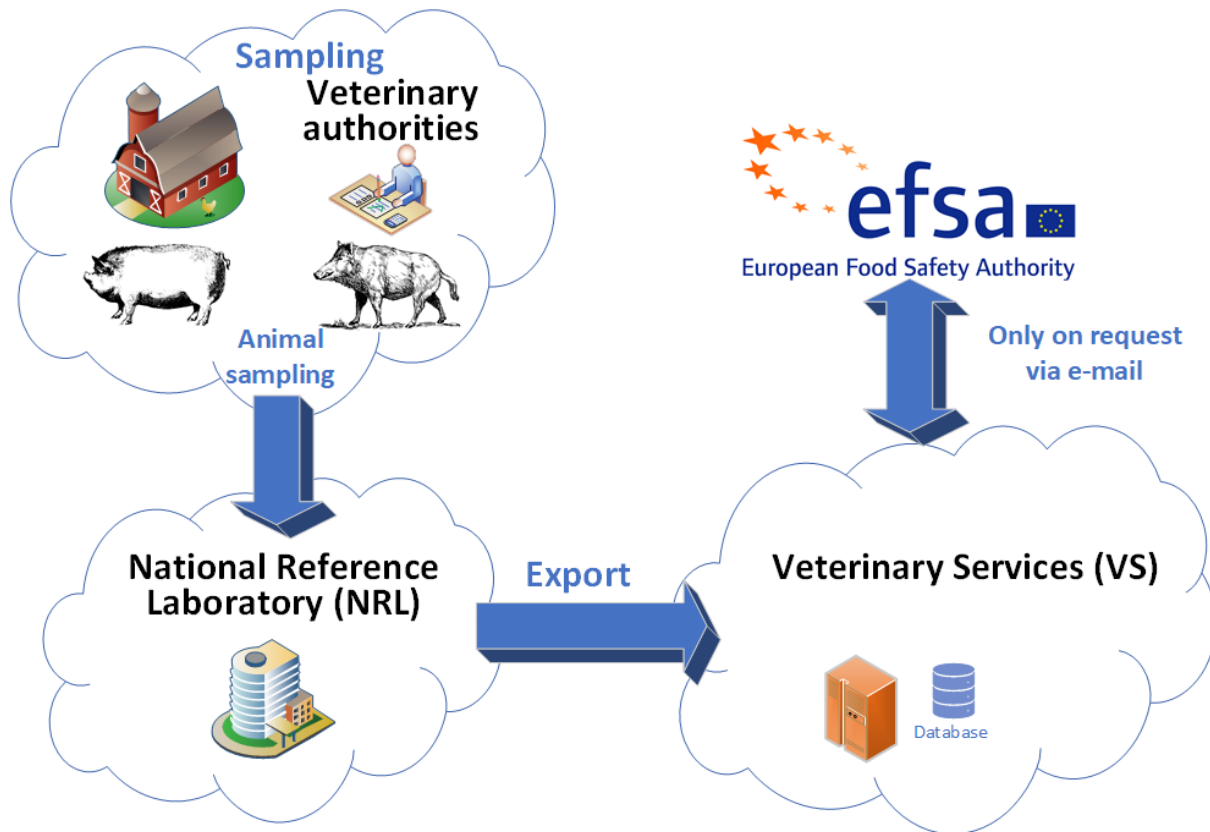 Sampling
Veterinary
authorities
Animal
sampling
efsa
European Food Safety Authority
Only on request
via e-mail
National Reference
Laboratory (NRL)
Export
Veterinary Services (VS)
Database